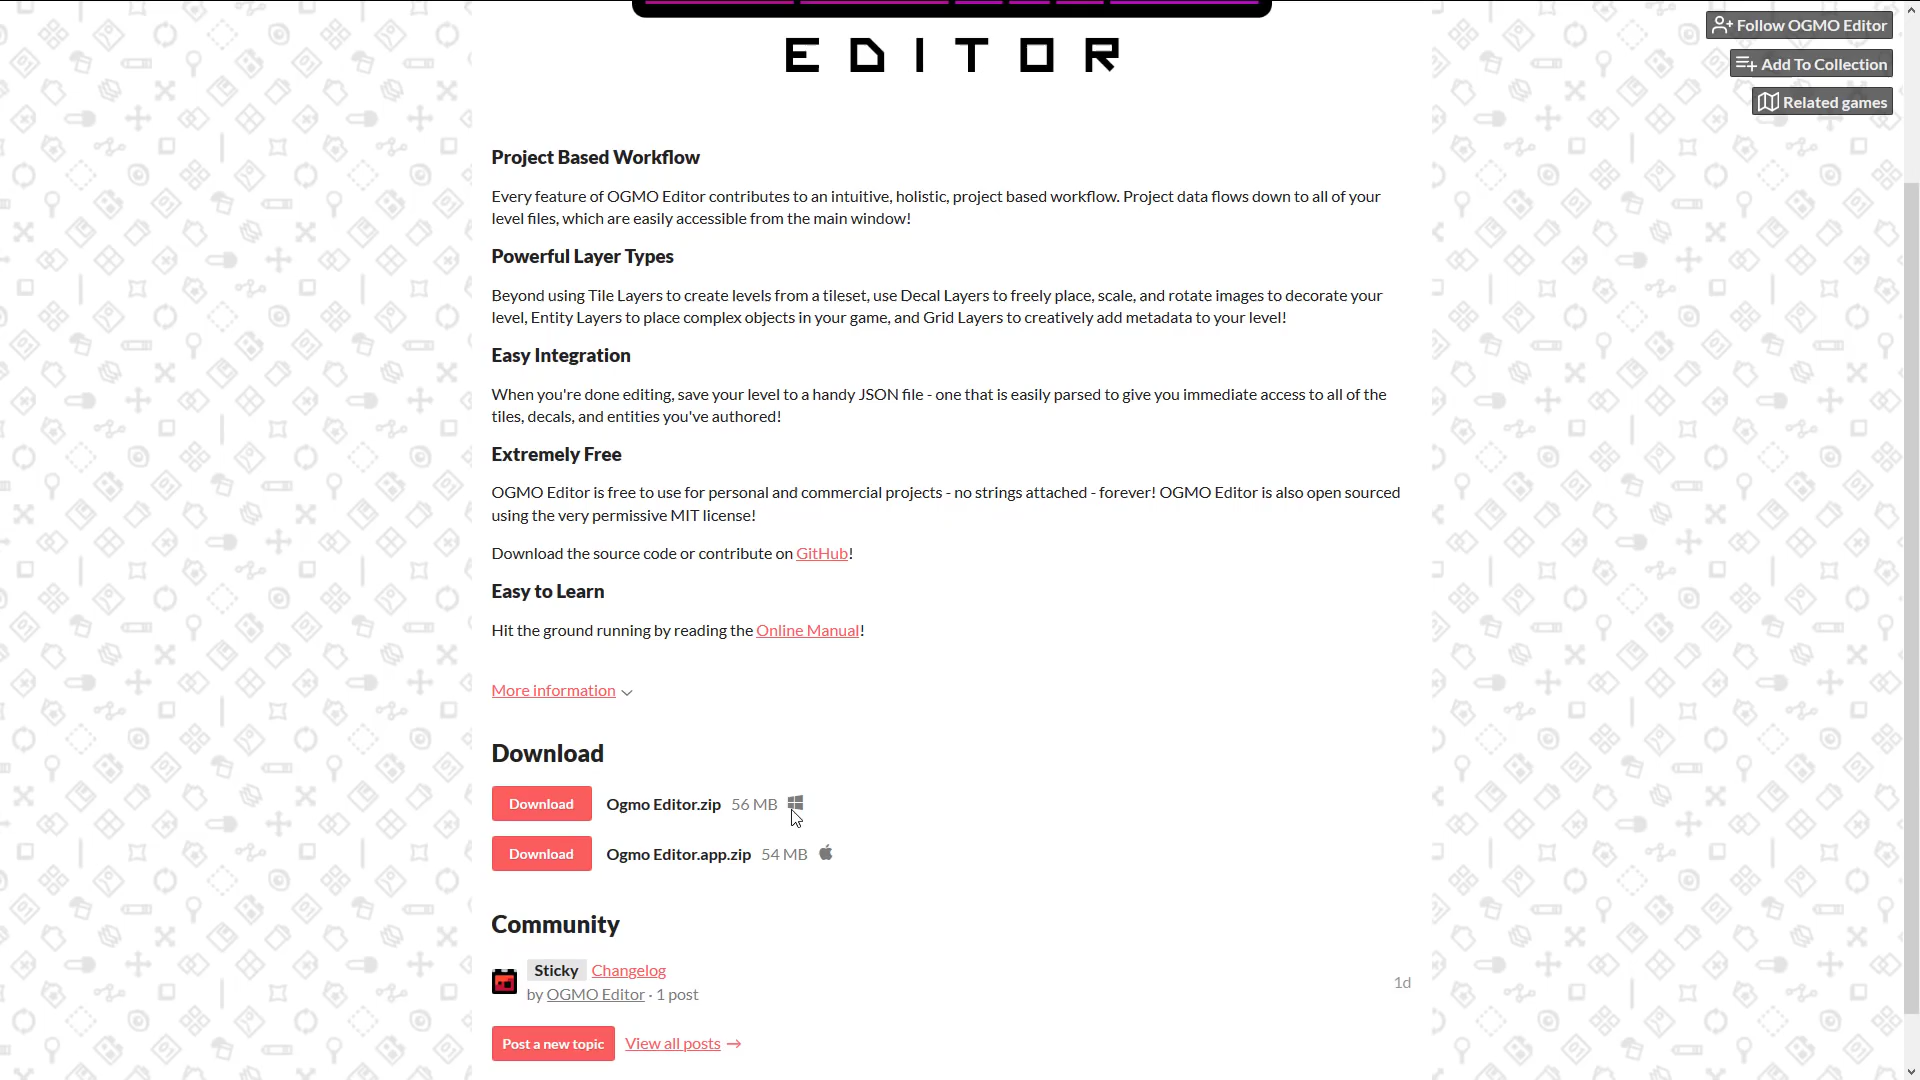 EDITOR
Follow OGMO Editor
Add To Collection
Related games
Project Based Workflow
Every feature of OGMO Editor contributes to an intuitive, holistic, project based workflow. Project data flows down to all of your
level files, which are easily accessible from the main window!
Powerful Layer Types
Beyond using Tile Layers to create levels from a tileset, use Decal Layers to freely place, scale, and rotate images to decorate your
level, Entity Layers to place complex objects in your game, and Grid Layers to creatively add metadata to your level!
Easy Integration
When you're done editing, save your level to a handy JSON file - one that is easily parsed to give you immediate access to all of the
tiles, decals, and entities you've authored!
Extremely Free
OGMO Editor is free to use for personal and commercial projects - no strings attached - forever! OGMO Editor is also open sourced
using the very permissive MIT license!
Download the source code or contribute on GitHub!
Easy to Learn
Hit the ground running by reading the Online Manual!
More information
Download
Download Ogmo Editor.zip 56 MB
Download Ogmo Editor.app.zip 54 MB
Community
Sticky Changelog
by OGMO Editor · 1 post
1d
Post a new topic View all posts →